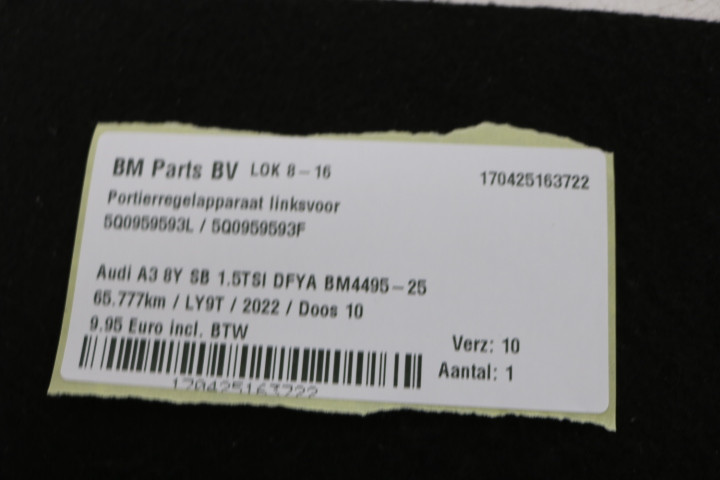 BM Parts BV LOK 8-16
170425163722
Portierregelapparaat linksvoor
5Q0959593L / 5Q0959593F
Audi A3 8Y SB 1.5TSI DFYA BM4495-25
65.777km / LY9T / 2022 / Doos 10
9.95 Euro incl. BTW
Verz: 10
Aantal: 1
170425163722